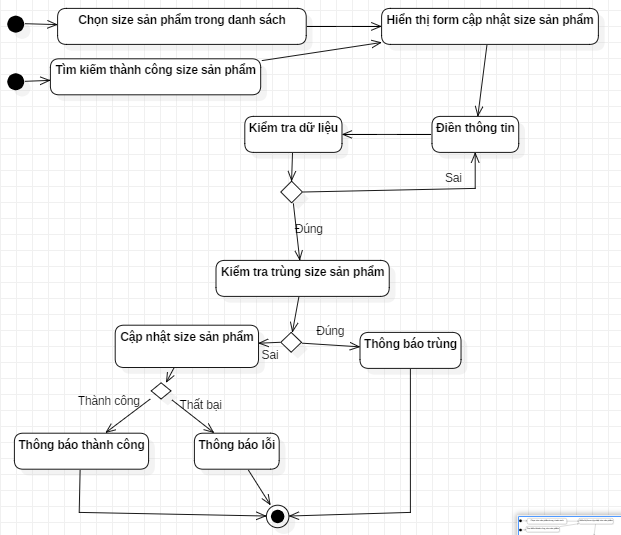 Chọn size sản phẩm trong danh sách
Hiển thị form cập nhật size sản phẩm
Tìm kiếm thành công size sản phẩm
Kiểm tra dữ liệu
Điền thông tin
Sai
Đúng
Kiểm tra trùng size sản phẩm
Cập nhật size sản phẩm
Đúng
Sai
Thông báo trùng
Thành công
Thất bại
Thông báo thành công
Thông báo lỗi